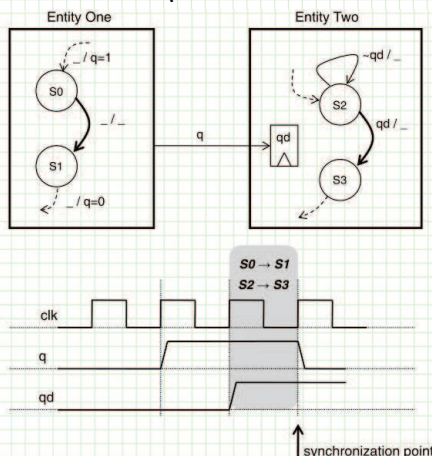 Entity One
Entity Two
_ / q=1
S0
_ / _
S1
_ / q=0
q
qd
~qd / _
S2
qd / _
S3
S0 → S1
S2 → S3
clk
q
qd
synchronization point